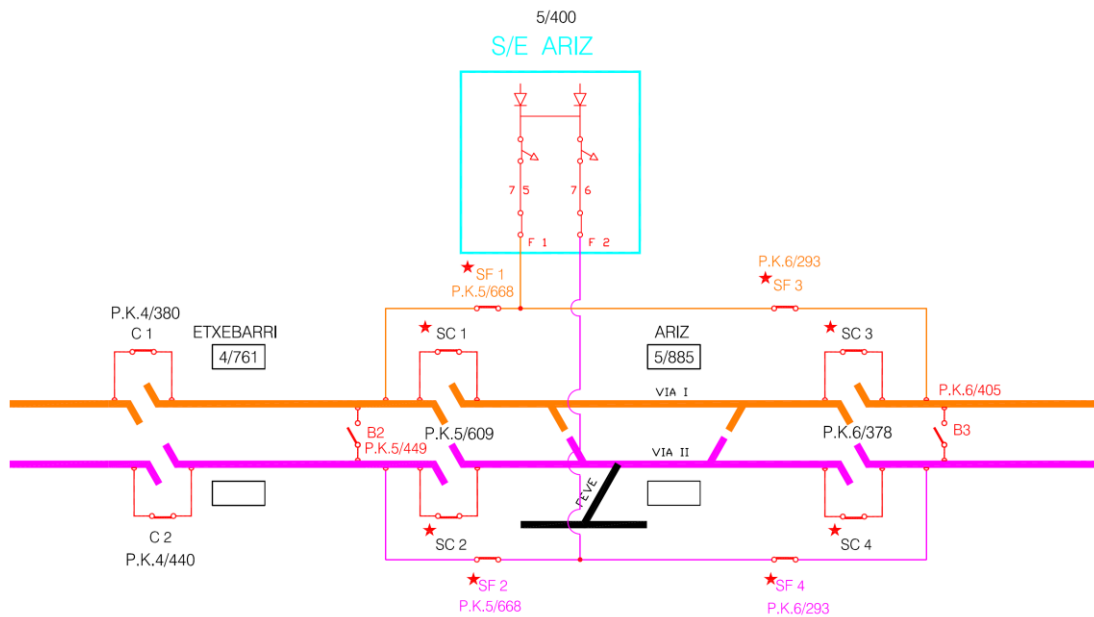 5/400
S/E ARIZ
7 5
7 6
F 1
F 2
SF 1
P.K.5/668
P.K.6/293
SF 3
P.K.4/380
C 1
ETXEBARRI
4/761
SC 1
ARIZ
5/885
SC 3
VIA I
P.K.6/405
B2
P.K.5/449
P.K.5/609
P.K.6/378
B3
VIA II
FEVE
C 2
P.K.4/440
SC 2
SC 4
SF 2
P.K.5/668
SF 4
P.K.6/293